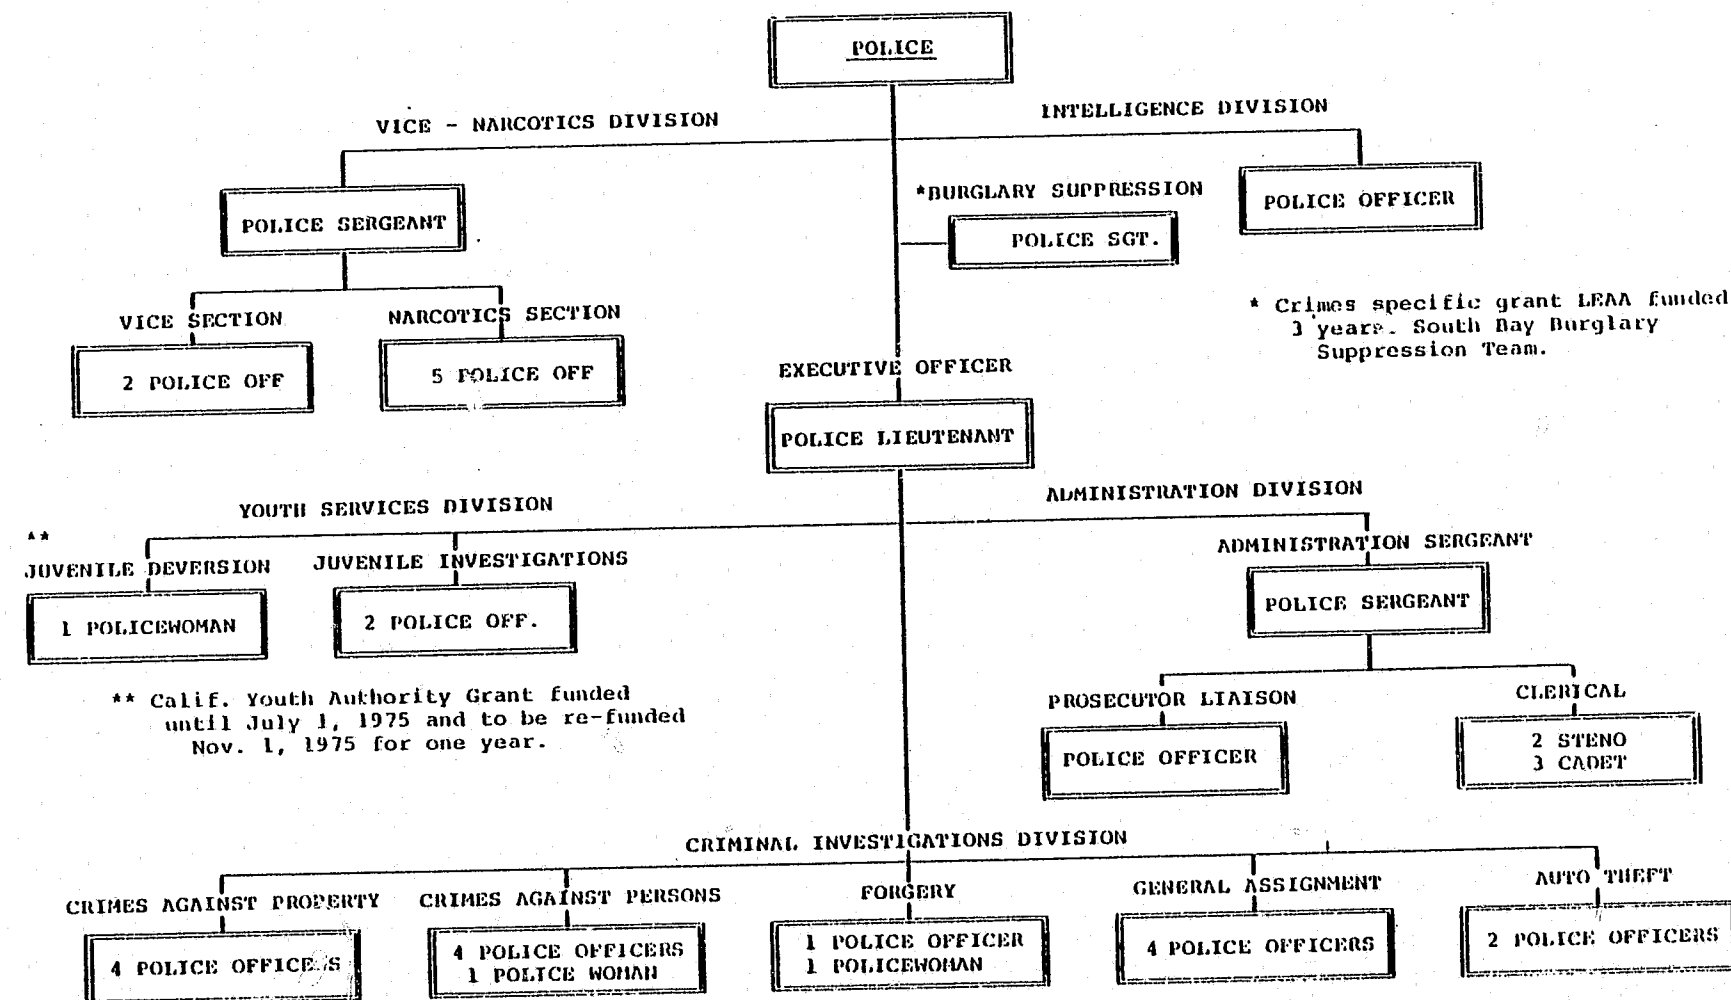 POLICE
VICE - NARCOTICS DIVISION
INTELLIGENCE DIVISION
POLICE SERGEANT
*BURGLARY SUPPRESSION
POLICE SGT.
POLICE OFFICER
VICE SECTION
NARCOTICS SECTION
2 POLICE OFF
5 POLICE OFF
* Crimes specific grant LEAA funded
3 years. South Bay Burglary
Suppression Team.
EXECUTIVE OFFICER
POLICE LIEUTENANT
YOUTH SERVICES DIVISION
ADMINISTRATION DIVISION
**
JUVENILE DEVERSION
JUVENILE INVESTIGATIONS
1 POLICEWOMAN
2 POLICE OFF.
ADMINISTRATION SERGEANT
POLICE SERGEANT
** Calif. Youth Authority Grant funded
until July 1, 1975 and to be re-funded
Nov. 1, 1975 for one year.
PROSECUTOR LIAISON
CLERICAL
POLICE OFFICER
2 STENO
3 CADET
CRIMINAL INVESTIGATIONS DIVISION
CRIMES AGAINST PROPERTY
CRIMES AGAINST PERSONS
FORGERY
GENERAL ASSIGNMENT
AUTO THEFT
4 POLICE OFFICERS
4 POLICE OFFICERS
1 POLICE WOMAN
1 POLICE OFFICER
1 POLICEWOMAN
4 POLICE OFFICERS
2 POLICE OFFICERS